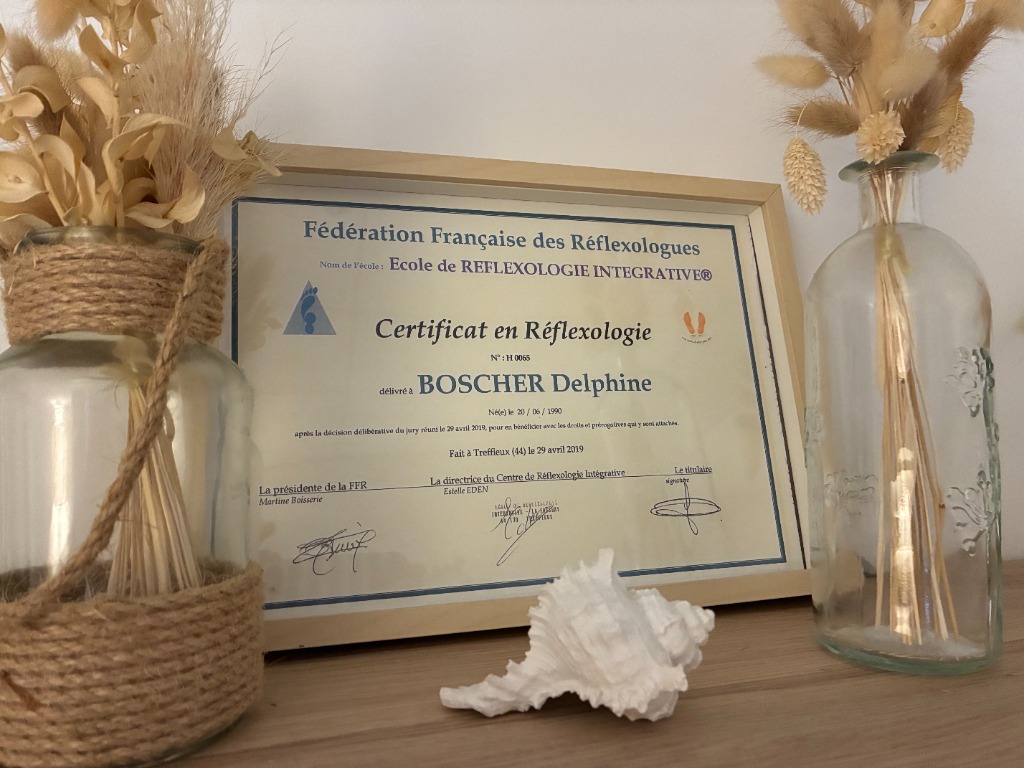 Fédération Française des Réflexologues
Nom de l'école : Ecole de REFLEXOLOGIE INTEGRATIVE®
Certificat en Réflexologie
N° : H 0065
délivré à BOSCHER Delphine
Né(e) le 20 / 06 / 1990
après la décision délibérative du jury réuni le 29 avril 2019, pour en bénéficier avec les droits et prérogatives qui y sont attachés.
Fait à Treffieux (44) le 29 avril 2019
La présidente de la FFR La directrice du Centre de Réflexologie Intégrative Le titulaire
Martine Boisserie Estelle EDEN signature